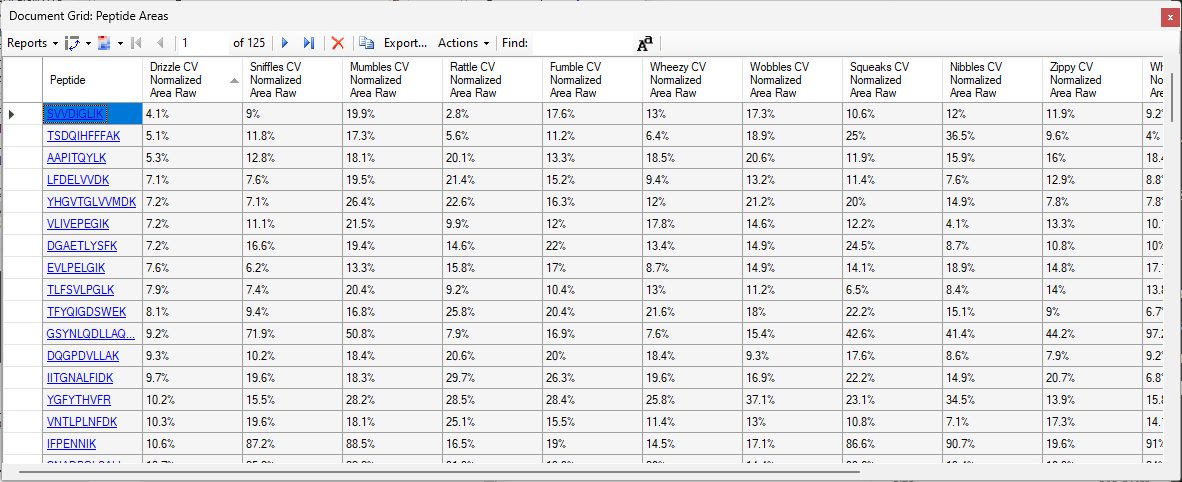 Document Grid: Peptide Areas
Reports 1 of 125 Export... Actions Find:
Peptide Drizzle CV Normalized Area Raw Sniffles CV Normalized Area Raw Mumbles CV Normalized Area Raw Rattle CV Normalized Area Raw Fumble CV Normalized Area Raw Wheezy CV Normalized Area Raw Wobbles CV Normalized Area Raw Squeaks CV Normalized Area Raw Nibbles CV Normalized Area Raw Zippy CV Normalized Area Raw
SVVDIGLIK 4.1% 9% 19.9% 2.8% 17.6% 13% 17.3% 10.6% 12% 11.9% 9.2%
TSDQIHFFFAK 5.1% 11.8% 17.3% 5.6% 11.2% 6.4% 18.9% 25% 36.5% 9.6% 4%
AAPITQYLK 5.3% 12.8% 18.1% 20.1% 13.3% 18.5% 20.6% 11.9% 15.9% 16% 18.4
LFDELVVDK 7.1% 7.6% 19.5% 21.4% 15.2% 9.4% 13.2% 11.4% 7.6% 12.9% 8.8%
YHGVTGLVVMDK 7.2% 7.1% 26.4% 22.6% 16.3% 12% 21.2% 20% 14.9% 7.8% 7.8%
VLIVEPEGIK 7.2% 11.1% 21.5% 9.9% 12% 17.8% 14.6% 12.2% 4.1% 13.3% 10.
DGAETLYSFK 7.2% 16.6% 19.4% 14.6% 22% 13.4% 14.9% 24.5% 8.7% 10.8% 10%
EVLPELGIK 7.6% 6.2% 13.3% 15.8% 17% 8.7% 14.9% 14.1% 18.9% 14.8% 17.
TLFSVLPGLK 7.9% 7.4% 20.4% 9.2% 10.4% 13% 11.2% 6.5% 8.4% 14% 13.8
TFYQIGDSWEK 8.1% 9.4% 16.8% 25.8% 20.4% 21.6% 18% 22.2% 15.1% 9% 6.7%
GSYNLQDLLAQ... 9.2% 71.9% 50.8% 7.9% 16.9% 7.6% 15.4% 42.6% 41.4% 44.2% 97.2
DQGPDVLLAK 9.3% 10.2% 18.4% 20.6% 20% 18.4% 9.3% 17.6% 8.6% 7.9% 9.2%
IITGNALFIDK 9.7% 19.6% 18.3% 29.7% 26.3% 19.6% 16.9% 22.2% 14.9% 20.7% 6.8%
YGFYTHVFR 10.2% 15.5% 28.2% 28.5% 28.4% 25.8% 37.1% 23.1% 34.5% 13.9% 15.8
VNTLPLNFDK 10.3% 19.6% 18.1% 25.1% 15.5% 11.4% 13% 10.8% 7.1% 17.3% 14.
IFPENNIK 10.6% 87.2% 88.5% 16.5% 19% 14.5% 17.1% 86.6% 90.7% 19.6% 91%